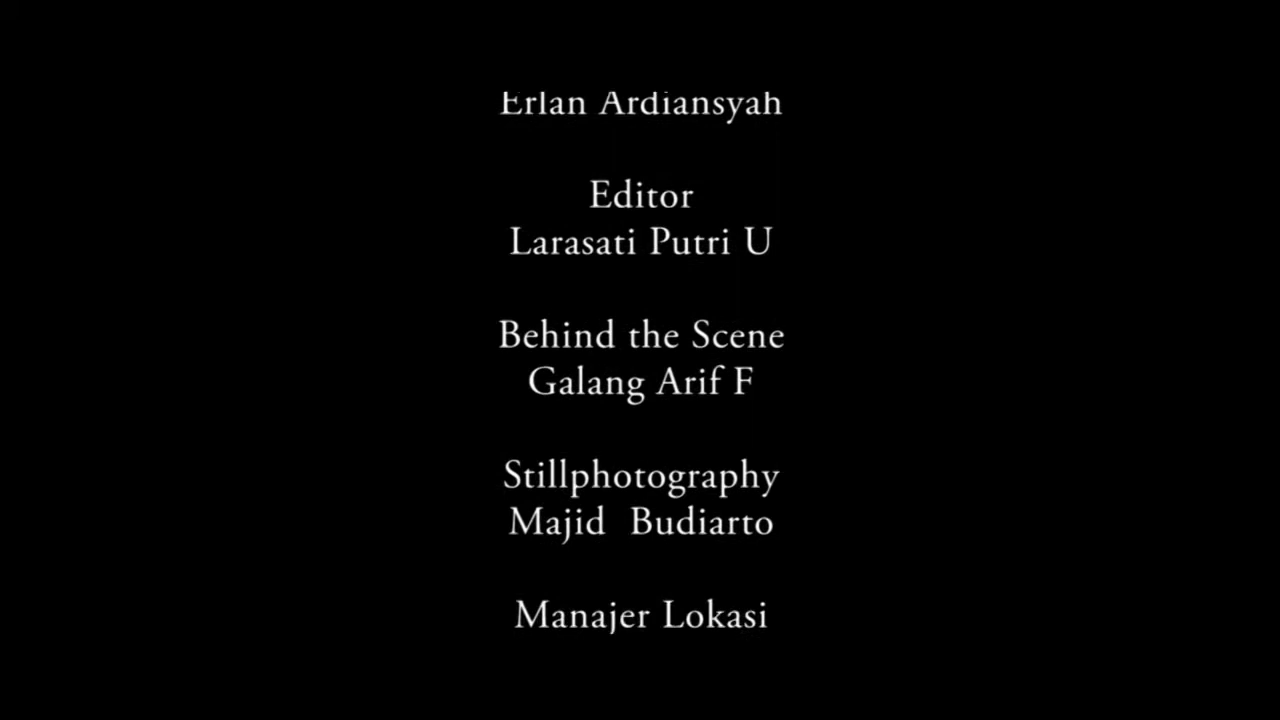 Erlan Ardiansyah
Editor
Larasati Putri U
Behind the Scene
Galang Arif F
Stillphotography
Majid  Budiarto
Manajer Lokasi